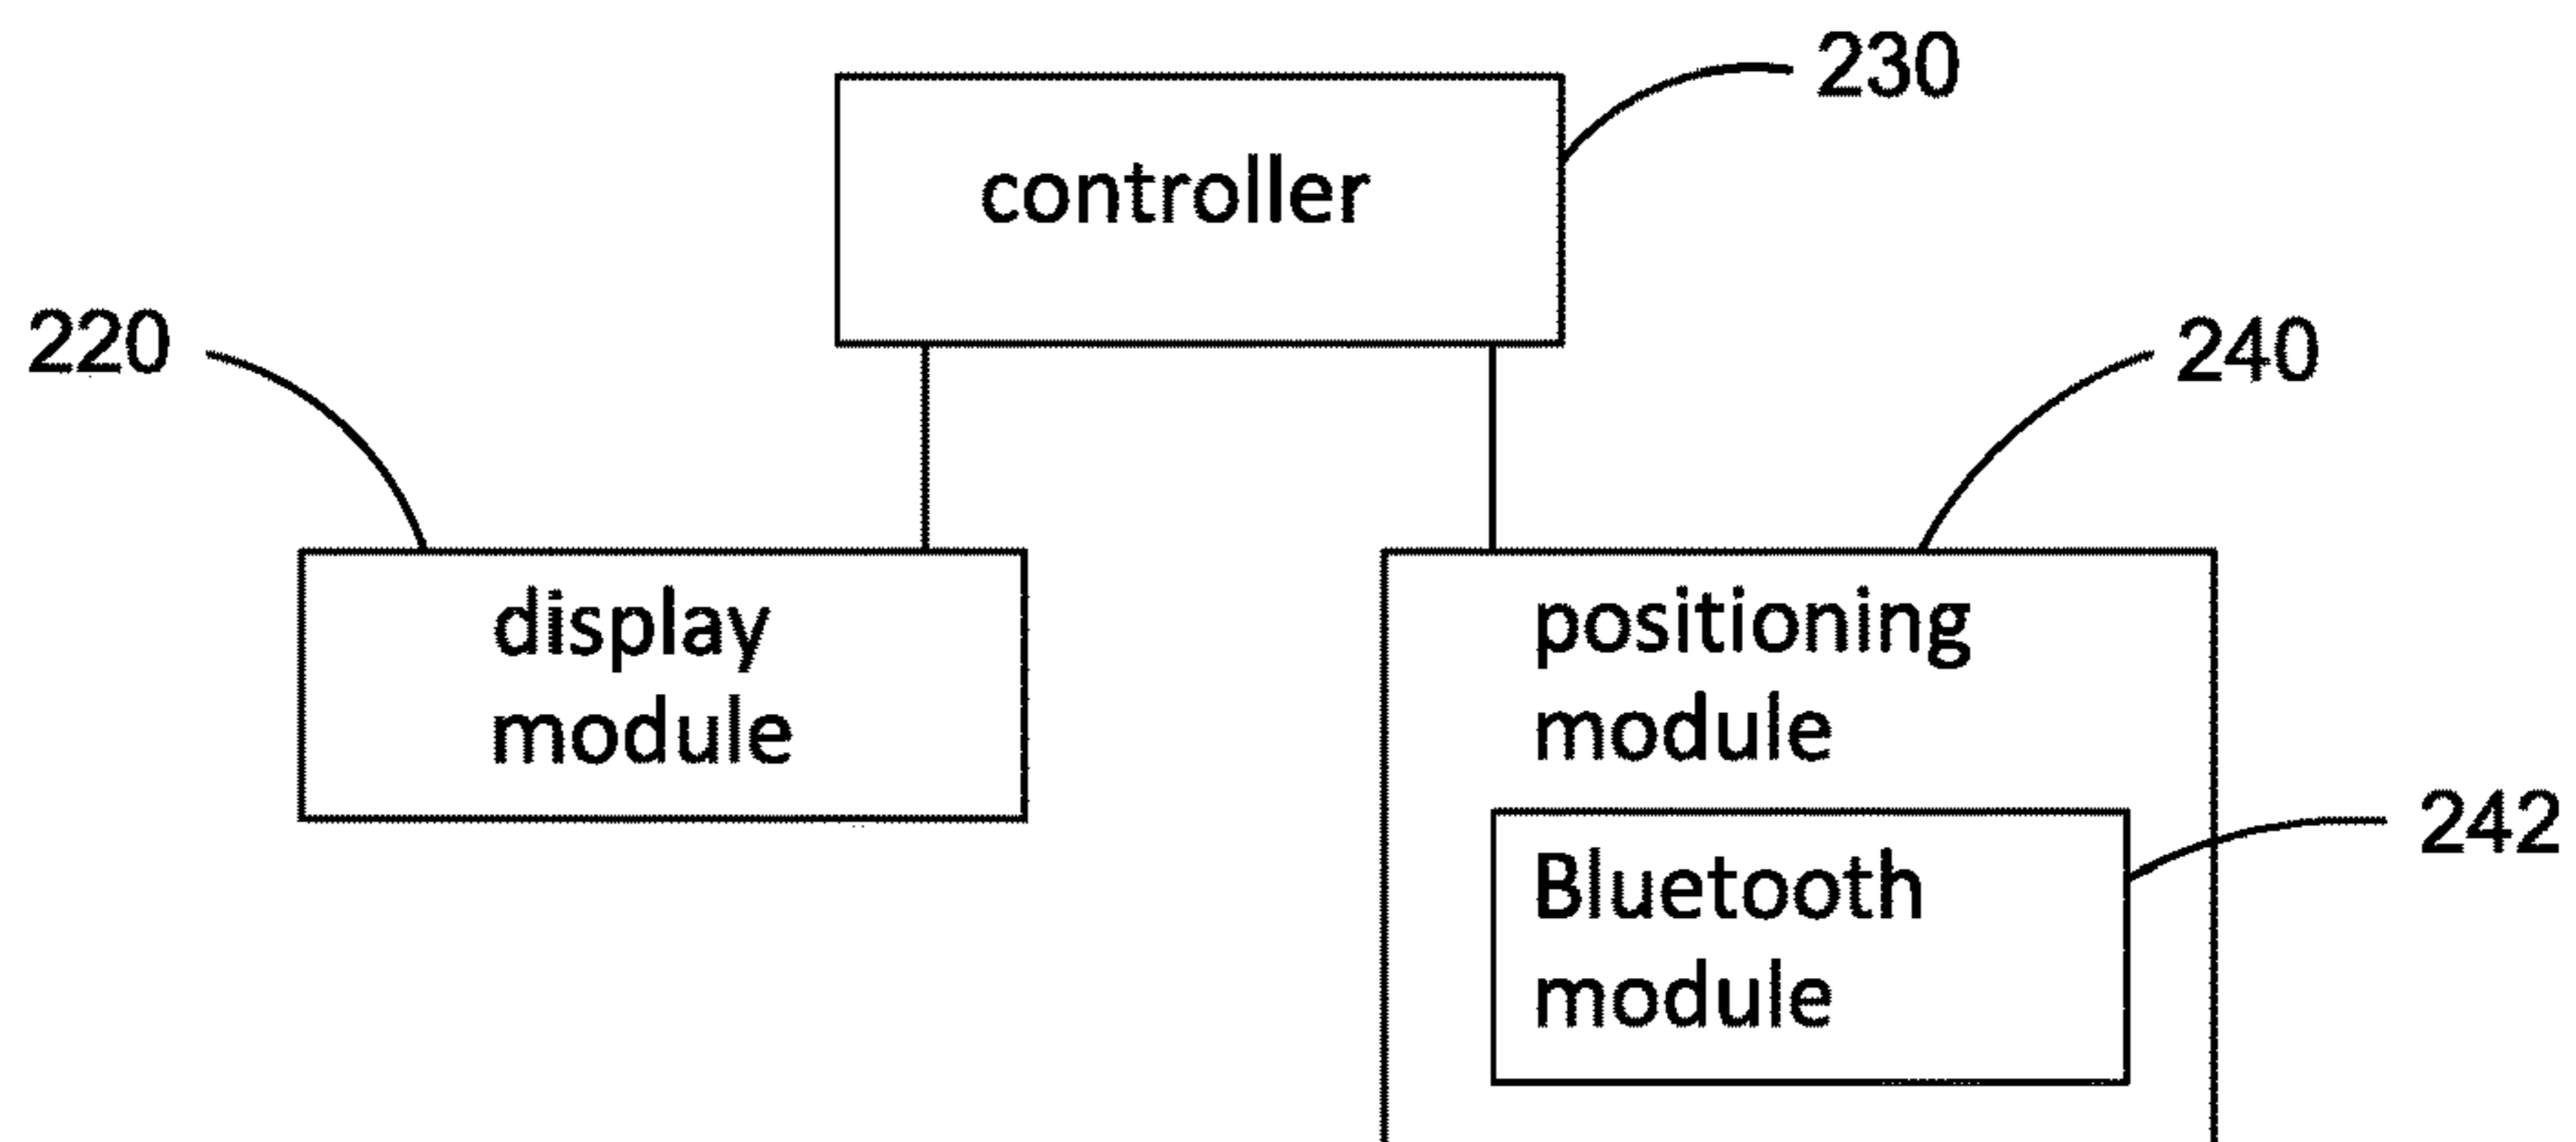 230
controller
220
240
display
module
positioning
module
242
Bluetooth
module